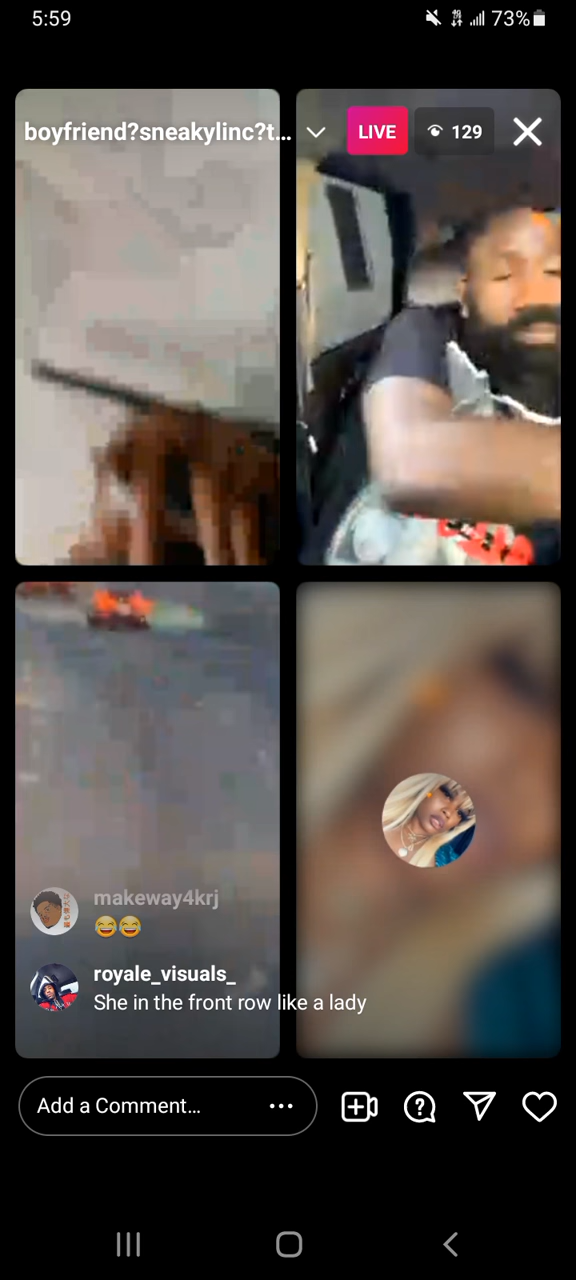 5:59
73%
boyfriend?sneakylinc?t...
LIVE
129
makeway4krj
😂😂
royale_visuals_
She in the front row like a lady
Add a Comment...